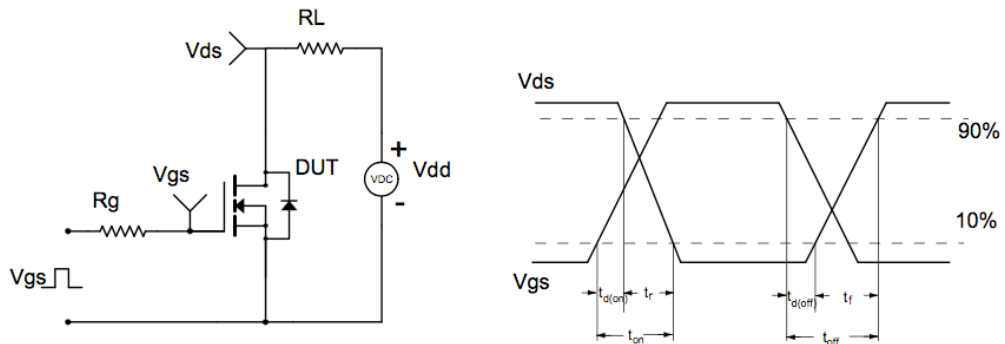 RL
Vds
Vgs
DUT
+
VDC
Vdd
-
Rg
Vgs
Vds
90%
10%
Vgs
td(on)
tr
td(off)
tf
ton
toff